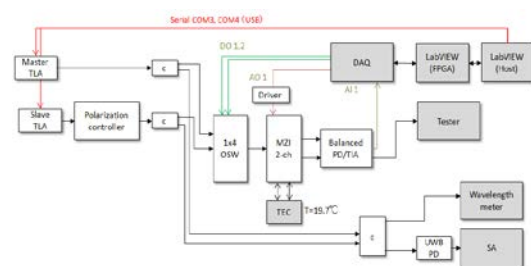 Serial COM3, COM4 (USE)
Master
TLA
c
DO 1,2
DAQ
LabVIEW
(FPGA)
LabVIEW
(Host)
AO 1
Driver
AI 1
Slave
TLA
Polarization
controller
c
1x4
OSW
MZI
2-ch
Balanced
PD/TIA
Tester
TEC
T=19.7℃
c
Wavelength
meter
UWB
PD
SA